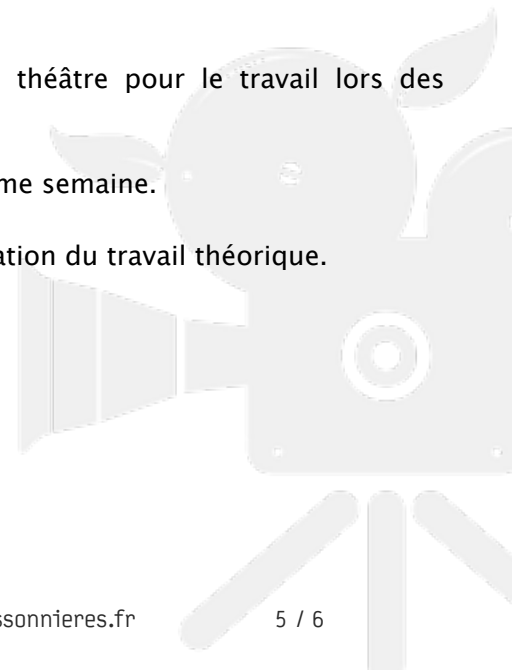 théâtre pour le travail lors des
me semaine.
ation du travail théorique.
ssonnieres.fr 5 / 6